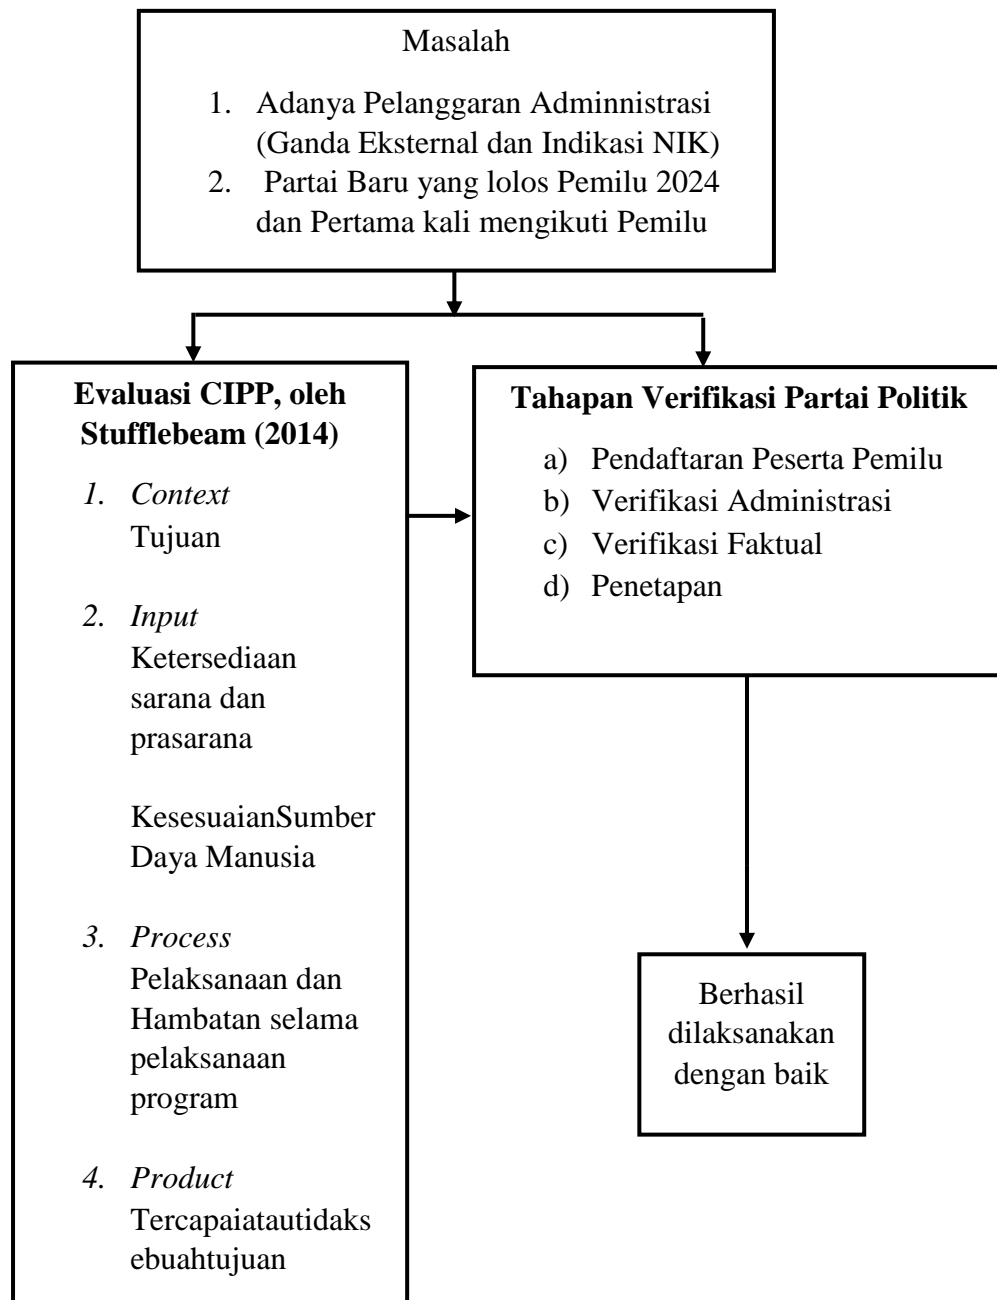 Masalah
1. Adanya Pelanggaran Adminnistrasi
(Ganda Eksternal dan Indikasi NIK)
2. Partai Baru yang lolos Pemilu 2024
dan Pertama kali mengikuti Pemilu
Evaluasi CIPP, oleh
Stufflebeam (2014)
1. Context
Tujuan
2. Input
Ketersediaan
sarana dan
prasarana
KesesuaianSumber
Daya Manusia
3. Process
Pelaksanaan dan
Hambatan selama
pelaksanaan
program
4. Product
Tercapaiatautidaks
ebuahtujuan
Tahapan Verifikasi Partai Politik
a) Pendaftaran Peserta Pemilu
b) Verifikasi Administrasi
c) Verifikasi Faktual
d) Penetapan
Berhasil
dilaksanakan
dengan baik